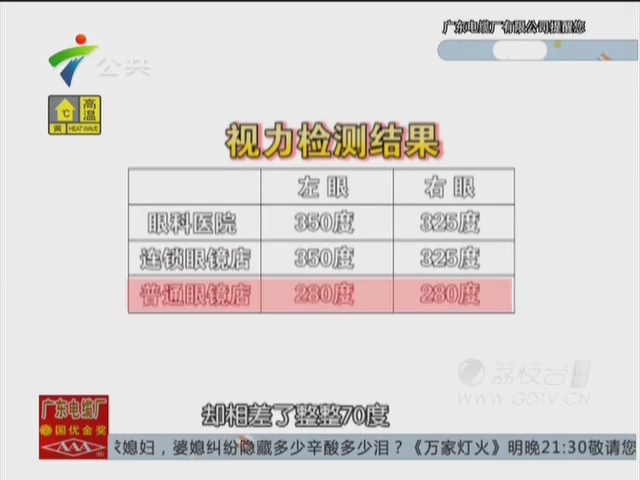 广东电缆厂有限公司提醒您
公共
℃
高温
黄 HEAT WAVE
视力检测结果
左眼 右眼
眼科医院 350度 325度
连锁眼镜店 350度 325度
普通眼镜店 280度 280度
荔枝台
www.GDTV.CN
却相差了整整70度
广东电缆厂
国优金奖
媳妇，婆媳纠纷隐藏多少辛酸多少泪？《万家灯火》明晚21:30敬请您